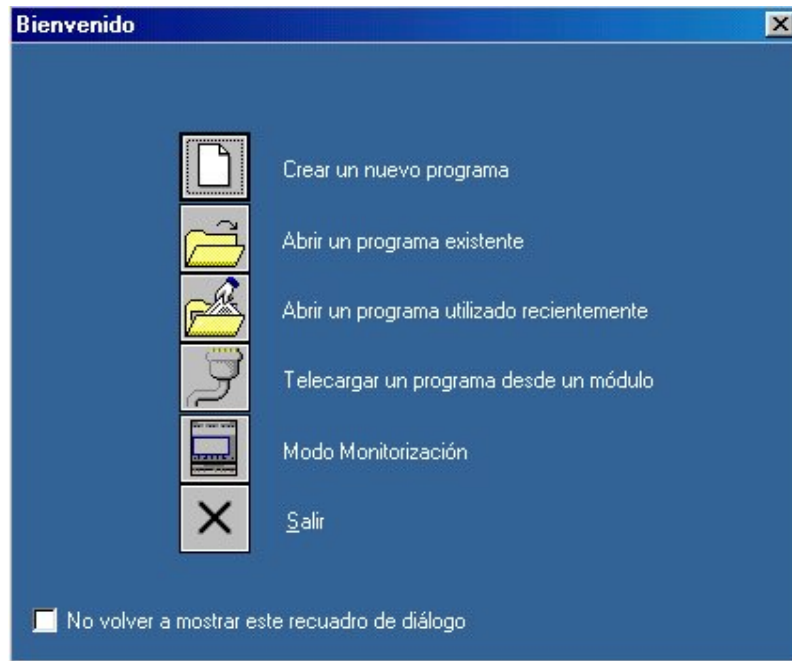 Bienvenido
Crear un nuevo programa
Abrir un programa existente
Abrir un programa utilizado recientemente
Telecargar un programa desde un módulo
Modo Monitorización
Salir
No volver a mostrar este recuadro de diálogo